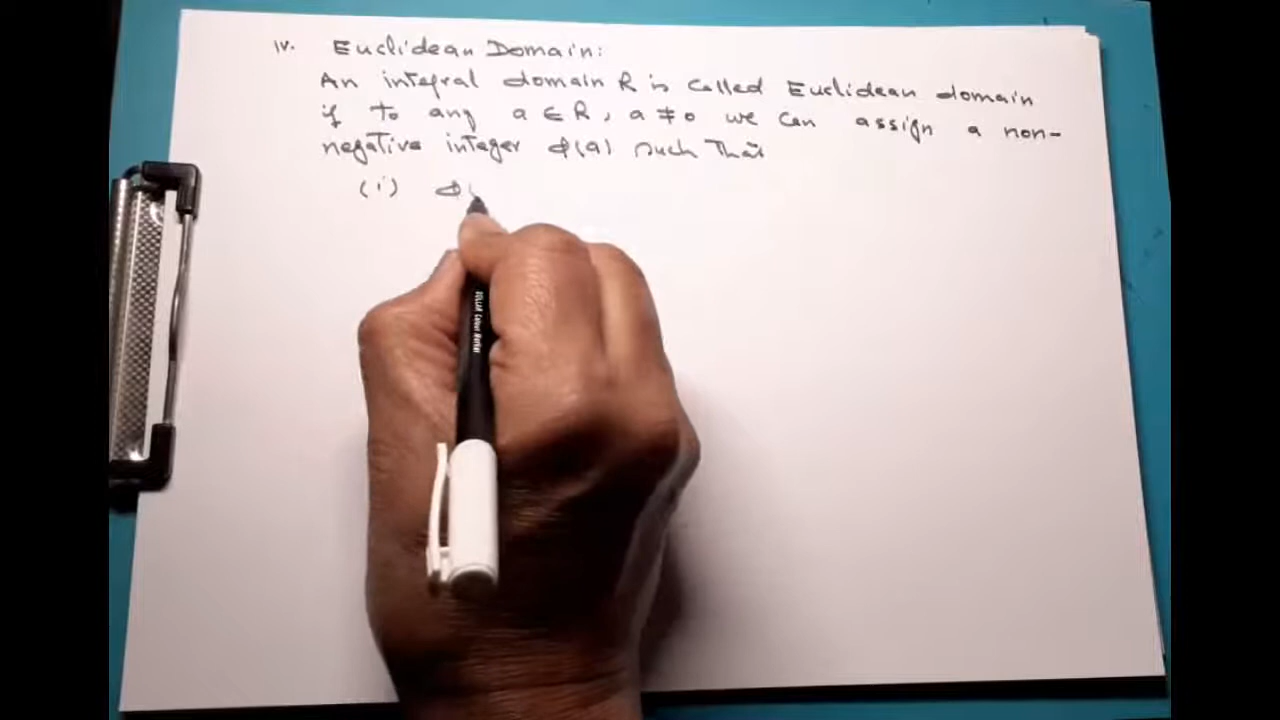 iv. Euclidean Domain:
An integral domain R is called Euclidean domain
if to any a ∈ R, a ≠ 0 we can assign a non-
negative integer φ(a) such that
(i) φ(